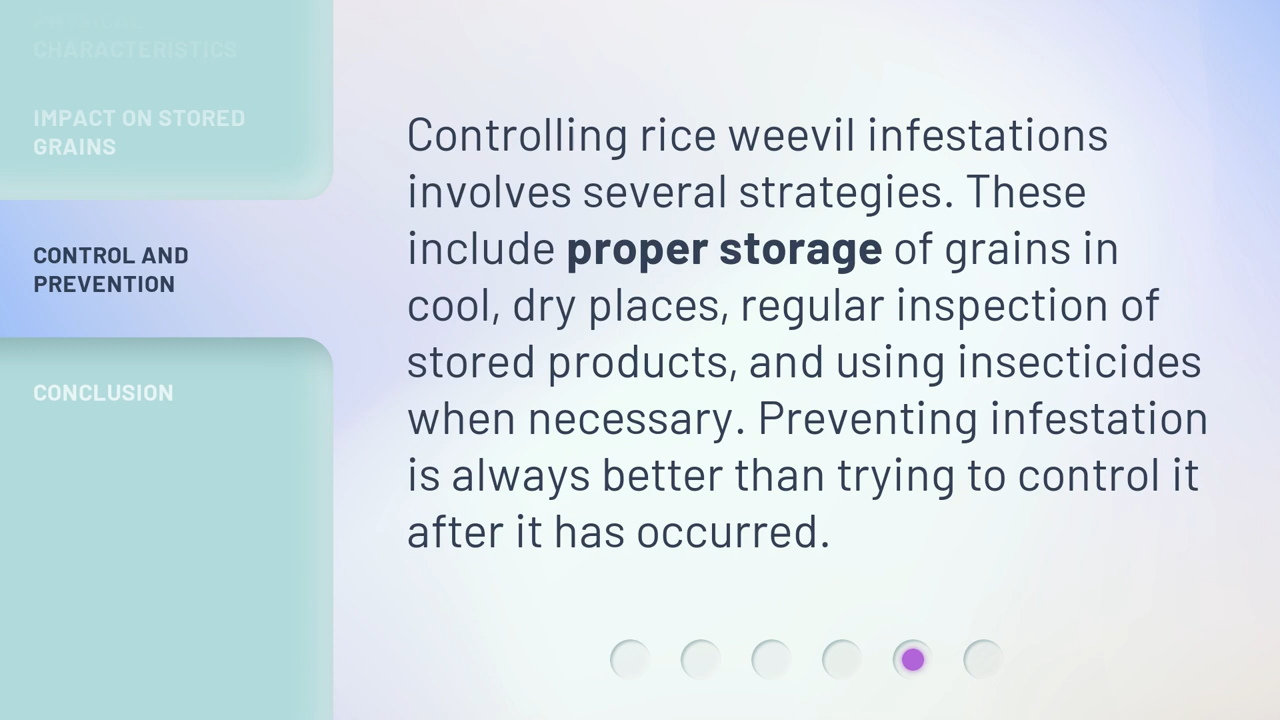 CHARACTERISTICS
IMPACT ON STORED
GRAINS
CONTROL AND
PREVENTION
CONCLUSION
Controlling rice weevil infestations
involves several strategies. These
include proper storage of grains in
cool, dry places, regular inspection of
stored products, and using insecticides
when necessary. Preventing infestation
is always better than trying to control it
after it has occurred.